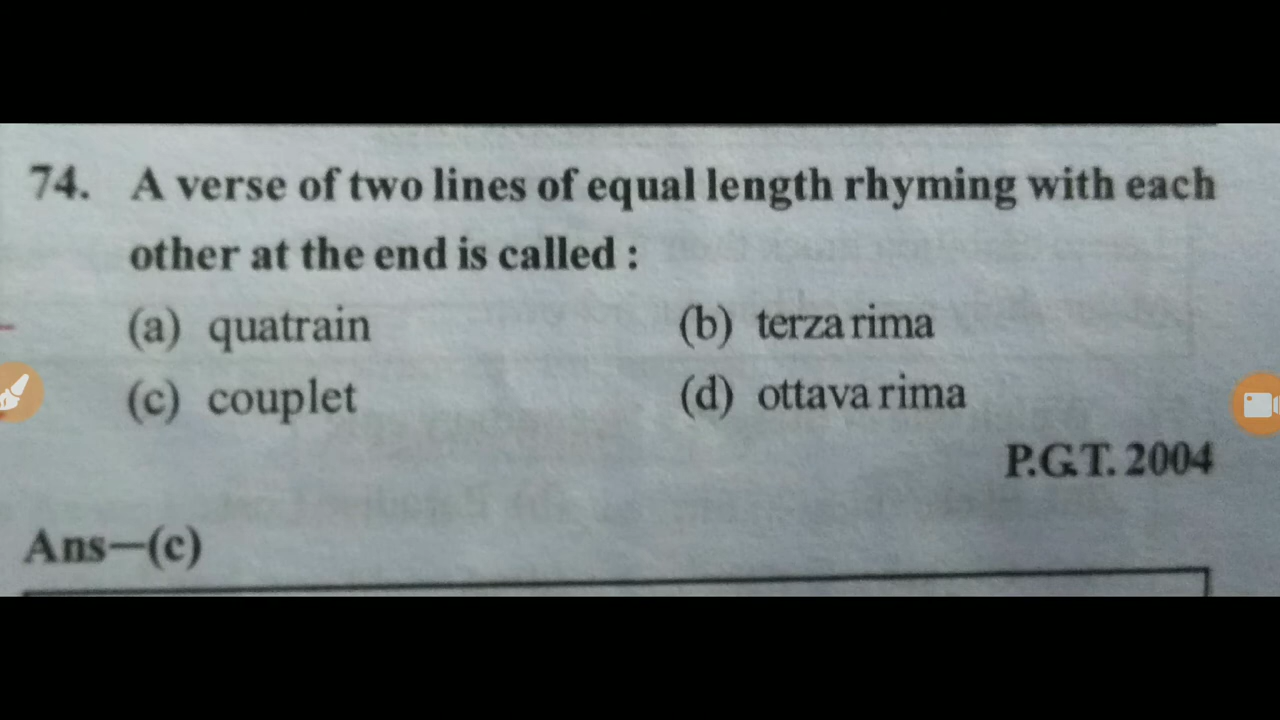 74. A verse of two lines of equal length rhyming with each
other at the end is called :
(a) quatrain (b) terza rima
(c) couplet (d) ottava rima
P.G.T. 2004
Ans—(c)